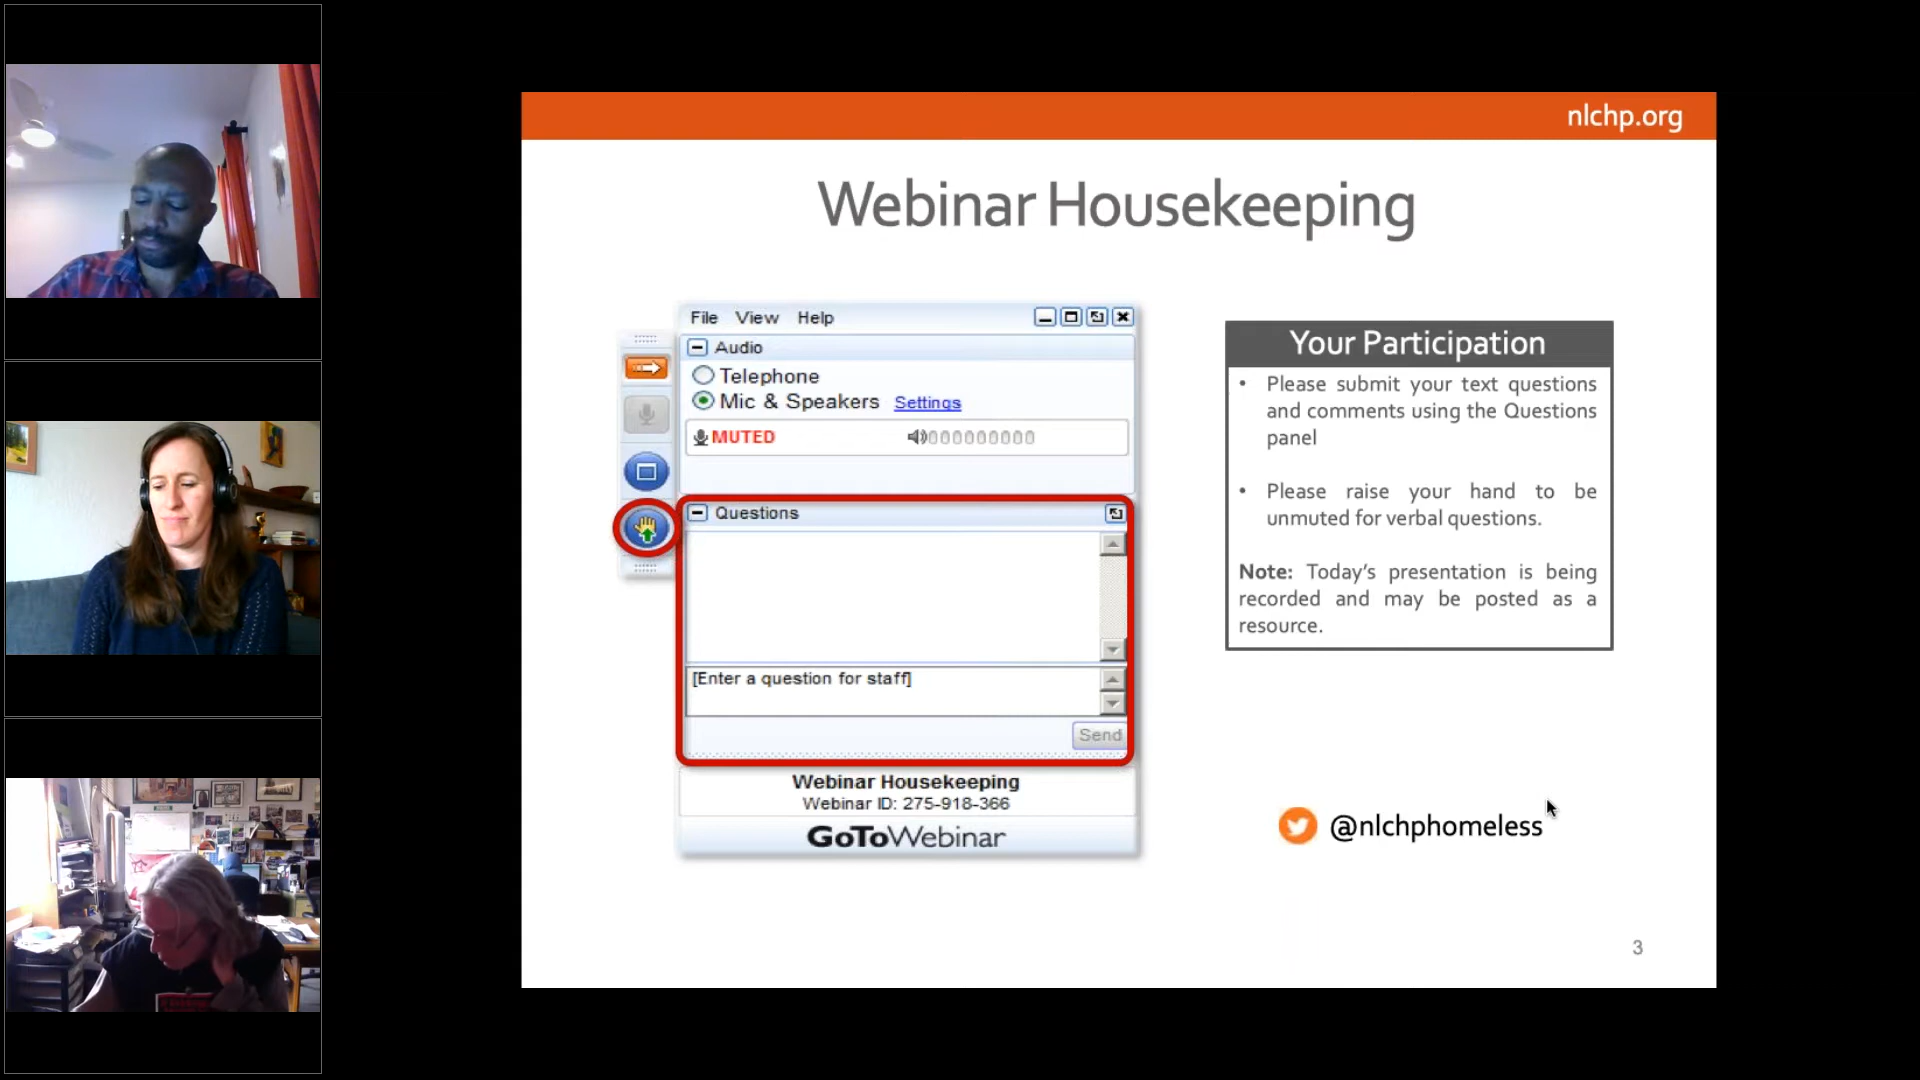 nlchp.org
Webinar Housekeeping
File View Help
Audio
Telephone
Mic & Speakers Settings
MUTED
Questions
[Enter a question for staff]
Send
Webinar Housekeeping
Webinar ID: 275-918-366
GoToWebinar
Your Participation
• Please submit your text questions
and comments using the Questions
panel
• Please raise your hand to be
unmuted for verbal questions.
Note: Today's presentation is being
recorded and may be posted as a
resource.
@nlchphomeless
3